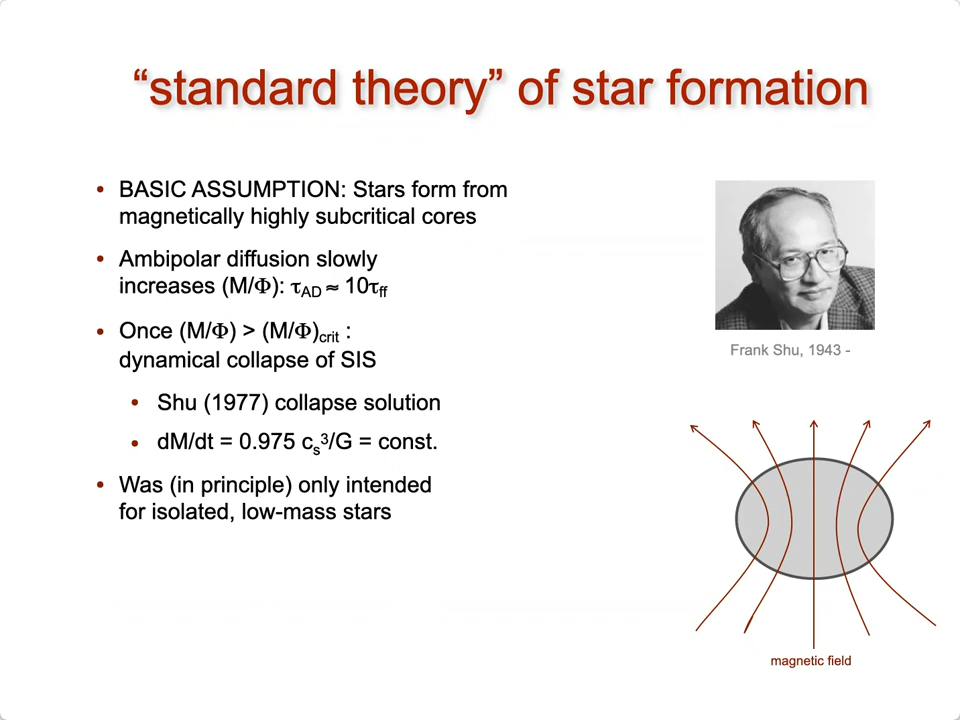 “standard theory” of star formation
• BASIC ASSUMPTION: Stars form from
magnetically highly subcritical cores
• Ambipolar diffusion slowly
increases (M/Φ): τAD ≈ 10τff
• Once (M/Φ) > (M/Φ)crit :
dynamical collapse of SIS
• Shu (1977) collapse solution
• dM/dt = 0.975 cs³/G = const.
• Was (in principle) only intended
for isolated, low-mass stars
Frank Shu, 1943 -
magnetic field